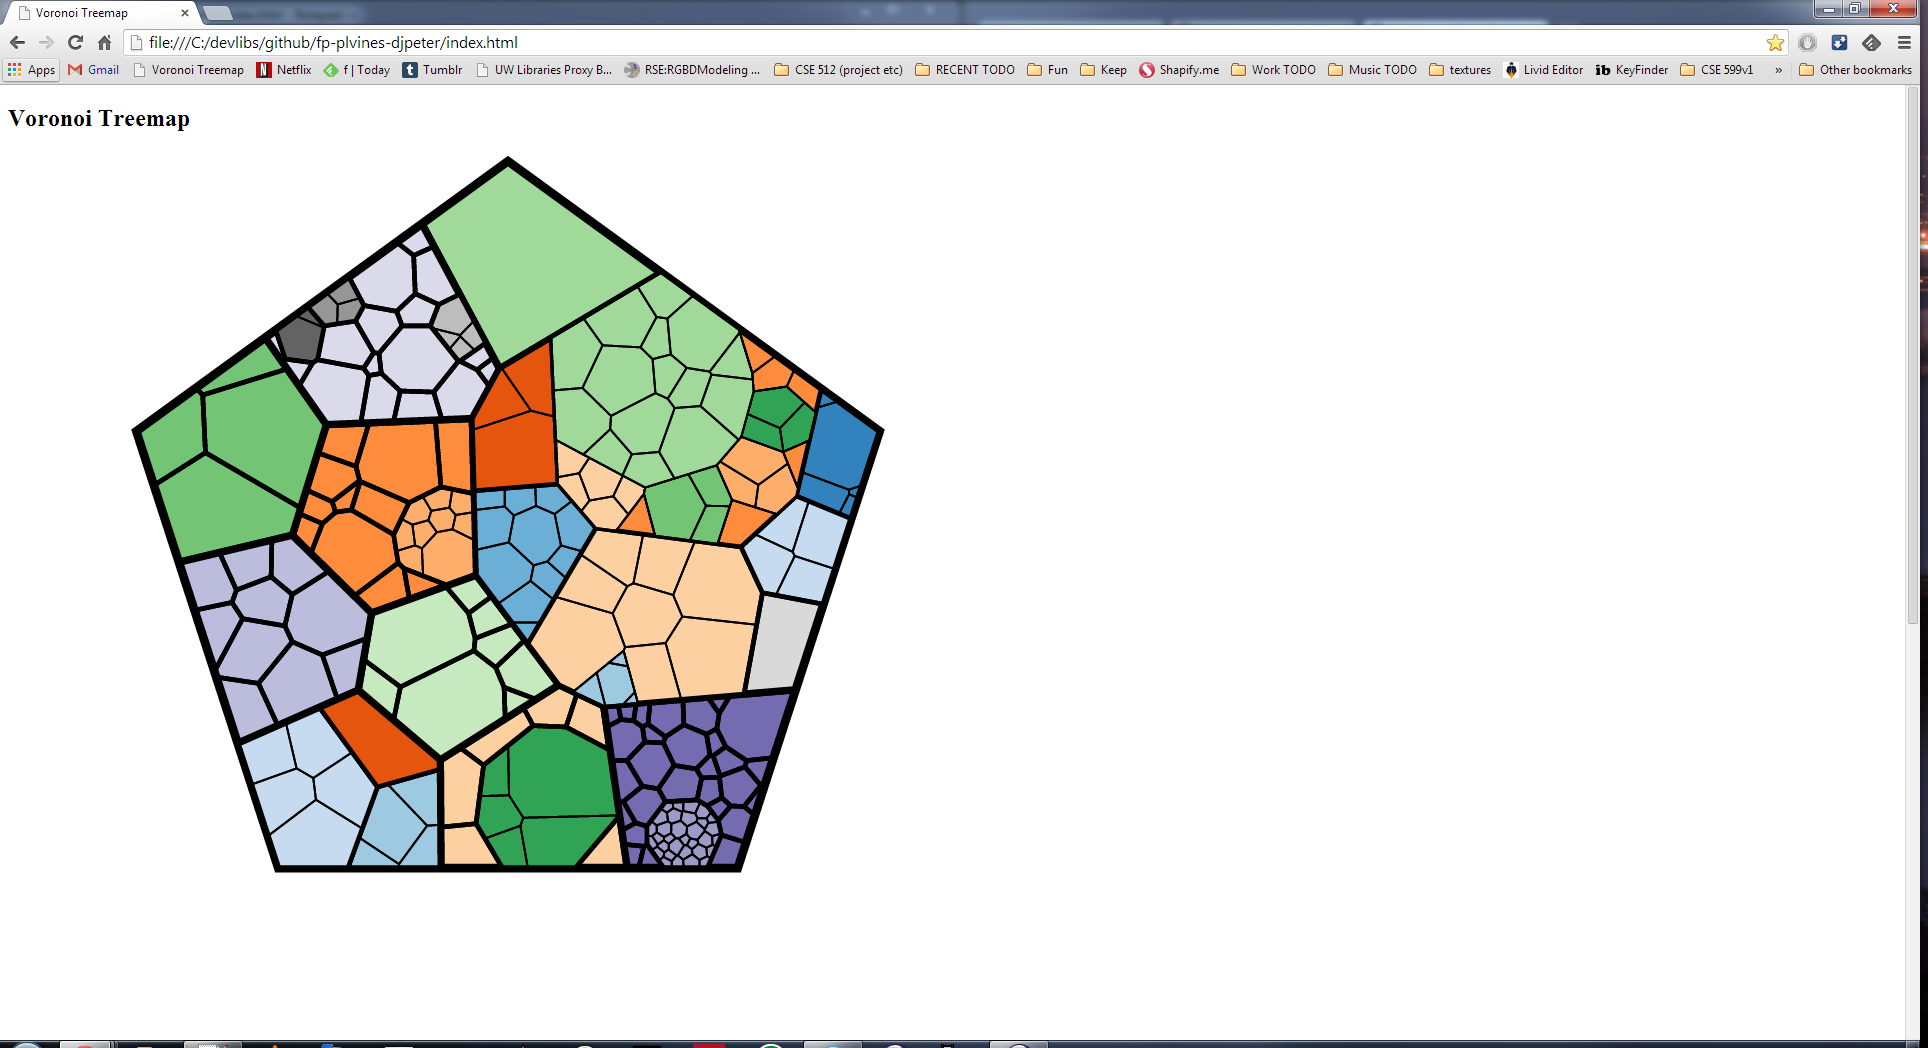 Voronoi Treemap
file:///C:/devlibs/github/fp-plvines-djpeter/index.html
Apps Gmail Voronoi Treemap Netflix f | Today Tumblr UW Libraries Proxy B... RSE:RGBDModeling ... CSE 512 (project etc) RECENT TODO Fun Keep Shapify.me Work TODO Music TODO textures Livid Editor KeyFinder CSE 599v1 » Other bookmarks
Voronoi Treemap